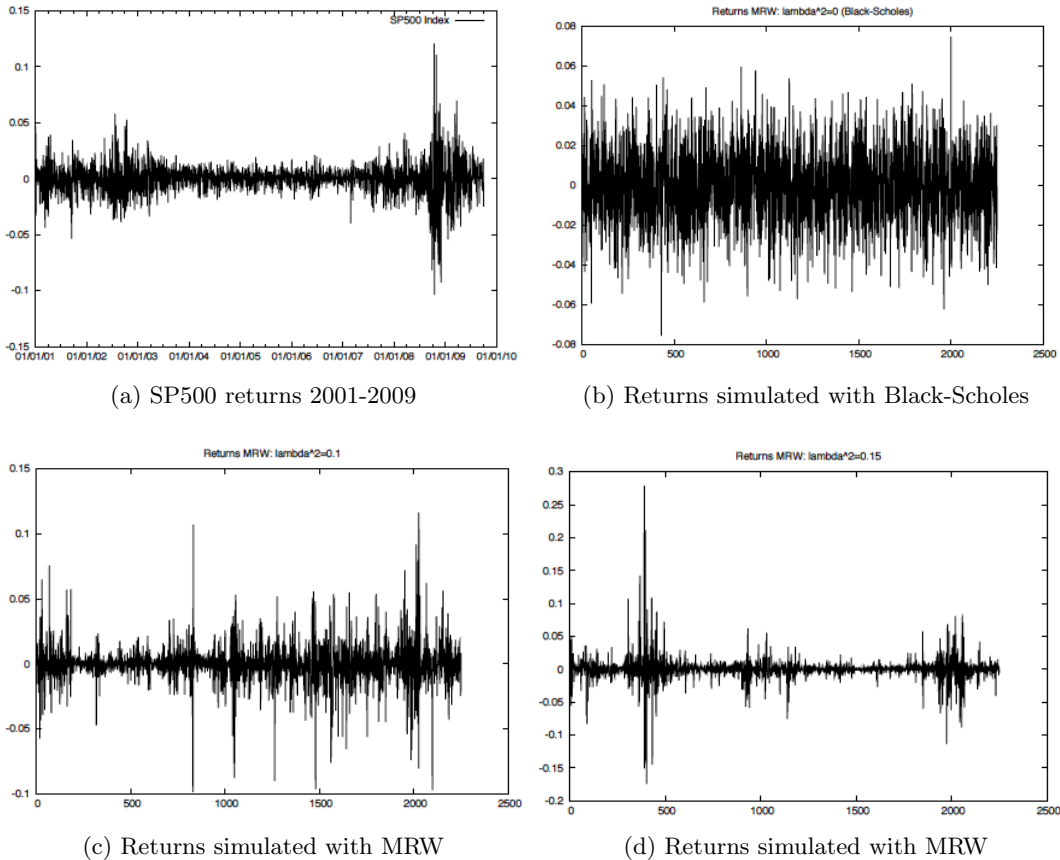 SP500 Index
0.15
0.1
0.05
0
-0.05
-0.1
-0.15
01/01/01 01/01/02 01/01/03 01/01/04 01/01/05 01/01/06 01/01/07 01/01/08 01/01/09 01/01/10
(a) SP500 returns 2001-2009
Returns MRW: lambda^2=0 (Black-Scholes)
0.08
0.06
0.04
0.02
0
-0.02
-0.04
-0.06
-0.08
0 500 1000 1500 2000 2500
(b) Returns simulated with Black-Scholes
Returns MRW: lambda^2=0.1
0.15
0.1
0.05
0
-0.05
-0.1
0 500 1000 1500 2000 2500
(c) Returns simulated with MRW
Returns MRW: lambda^2=0.15
0.3
0.25
0.2
0.15
0.1
0.05
0
-0.05
-0.1
-0.15
-0.2
0 500 1000 1500 2000 2500
(d) Returns simulated with MRW